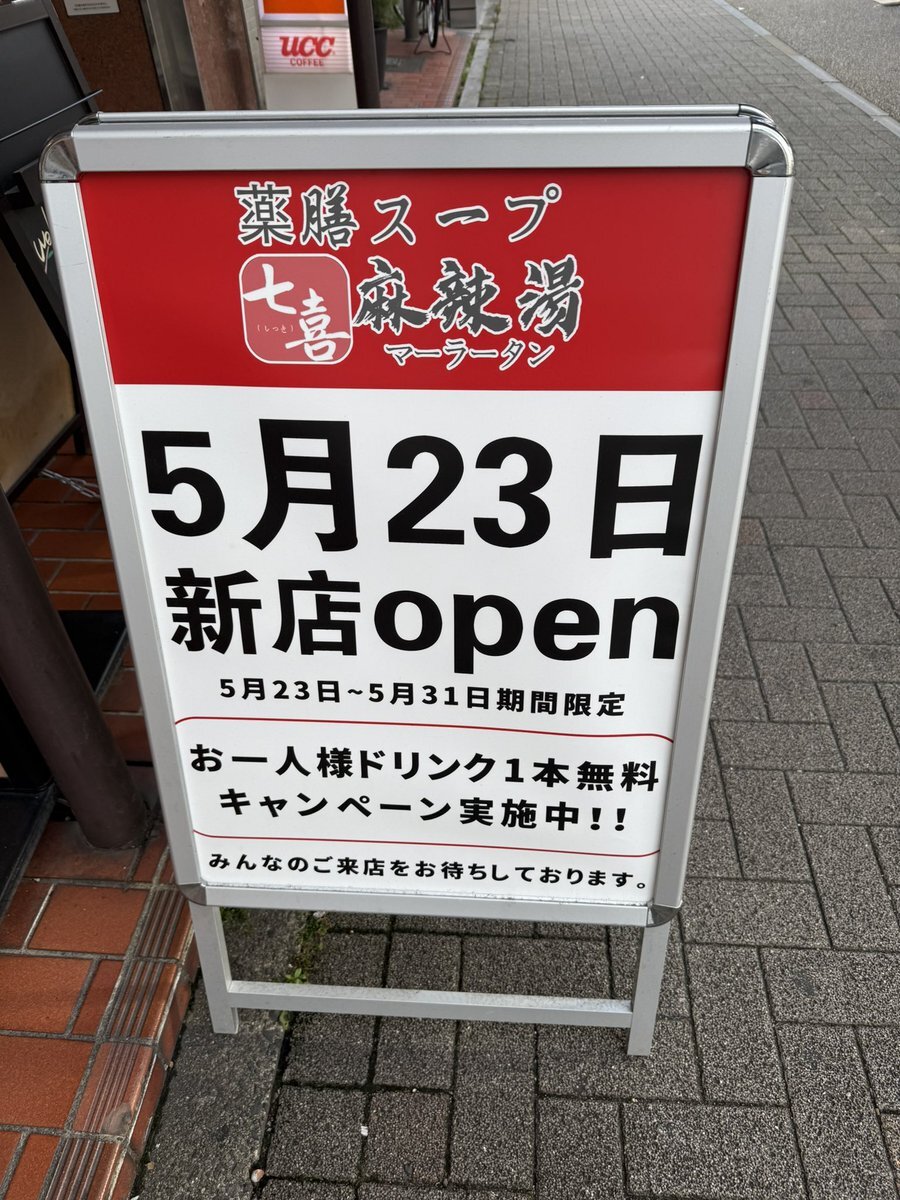 UCC
COFFEE
薬膳スープ
七喜
(しつき)
麻辣湯
マーラータン
5月23日
新店open
5月23日~5月31日期間限定
お一人様ドリンク1本無料
キャンペーン実施中!!
みんなのご来店をお待ちしております。